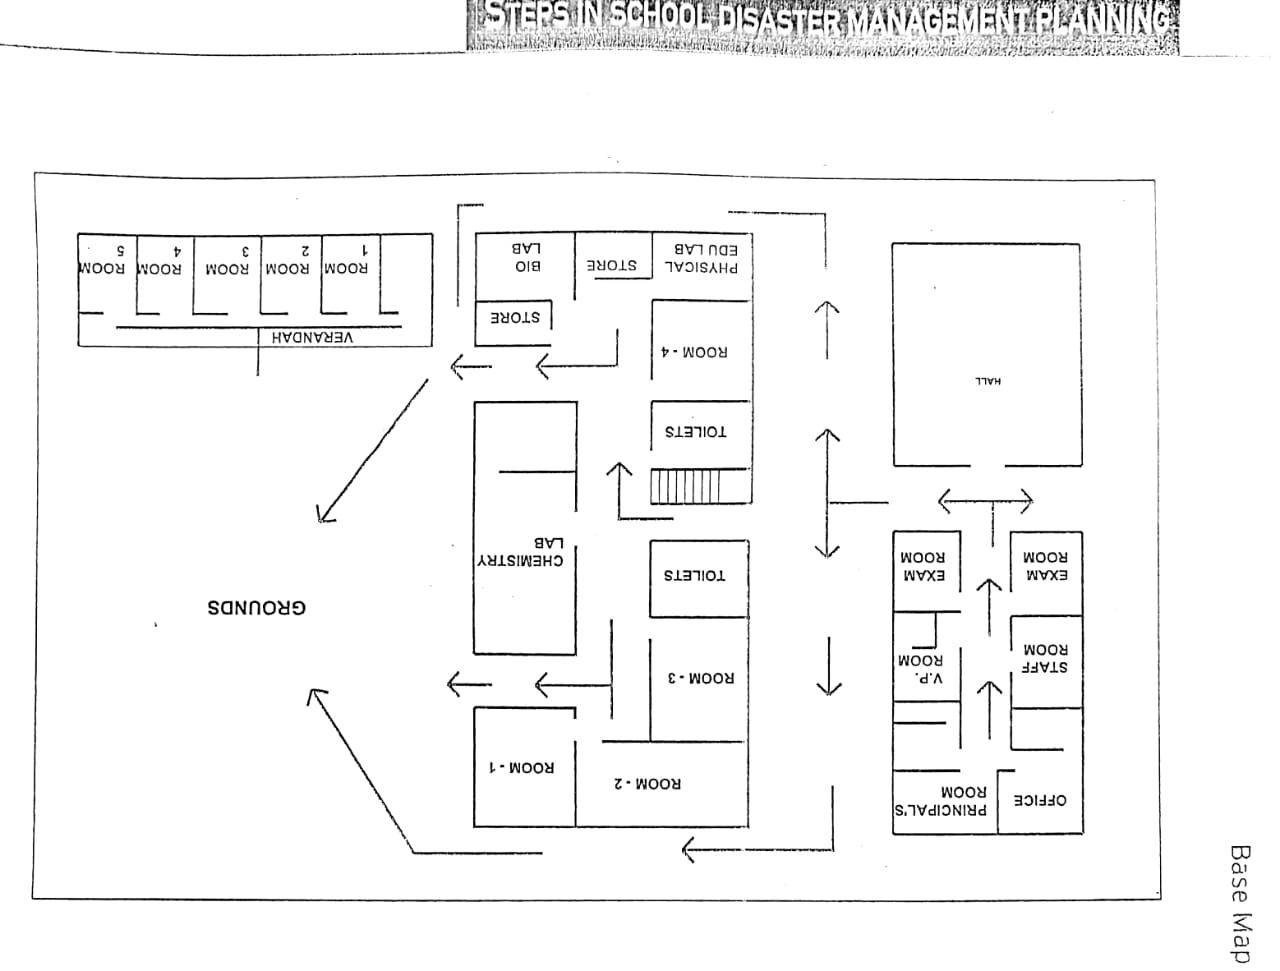 STEPS IN SCHOOL DISASTER MANAGEMENT PLANNING
ROOM
5
ROOM
4
ROOM
3
ROOM
2
ROOM
1
VERANDAH
BIO
LAB
STORE
PHYSICAL
EDU LAB
STORE
ROOM - 4
TOILETS
HALL
CHEMISTRY
LAB
TOILETS
GROUNDS
ROOM - 3
ROOM - 1
ROOM - 2
EXAM
ROOM
EXAM
ROOM
V.P.
ROOM
STAFF
ROOM
PRINCIPAL'S
ROOM
OFFICE
Base Map